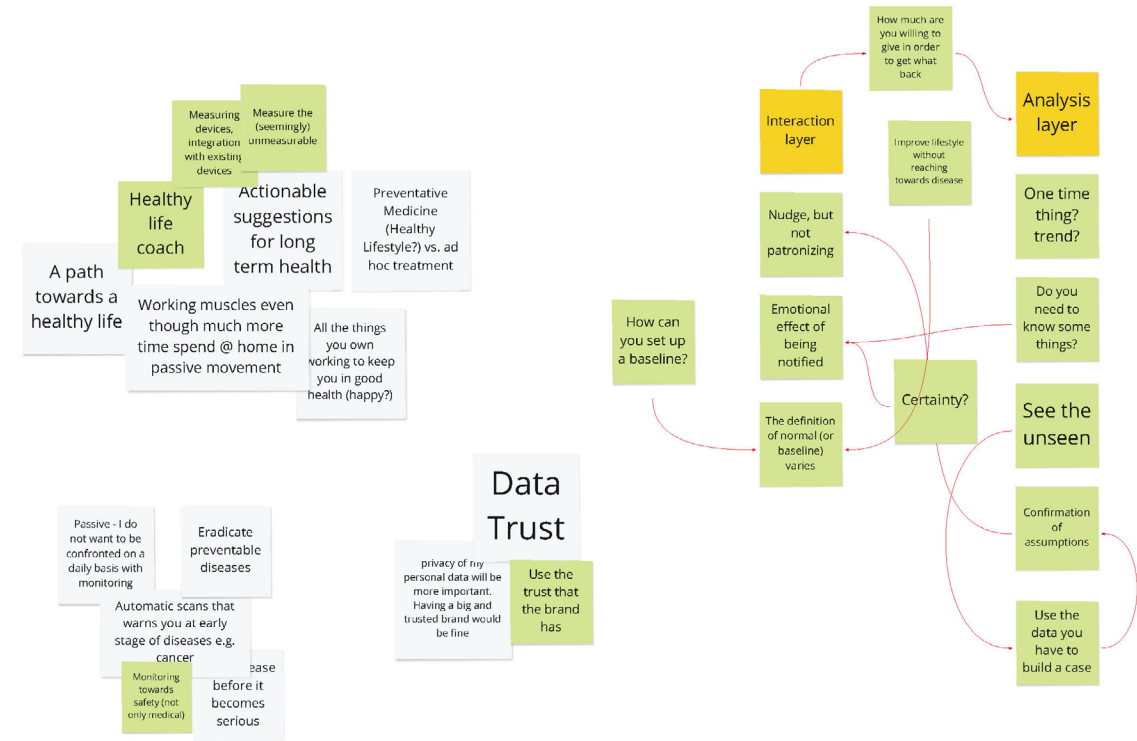 Measuring
devices,
integration
with existing
devices
Measure the
(seemingly)
unmeasurable
Healthy
life
coach
Actionable
suggestions
for long
term health
Preventative
Medicine
(Healthy
Lifestyle?) vs. ad
hoc treatment
A path
towards a
healthy life
Working muscles even
though much more
time spend @ home in
passive movement
All the things
you own
working to keep
you in good
health (happy?)
Passive - I do
not want to be
confronted on a
daily basis with
monitoring
Eradicate
preventable
diseases
Automatic scans that
warns you at early
stage of diseases e.g.
cancer
Monitoring
towards
safety (not
only medical)
before it
becomes
serious
Data
Trust
privacy of my
personal data will be
more important.
Having a big and
trusted brand would
be fine
Use the
trust that
the brand
has
How much are
you willing to
give in order
to get what
back
Interaction
layer
Analysis
layer
Improve lifestyle
without
reaching
towards disease
Nudge, but
not
patronizing
One time
thing?
trend?
How can
you set up
a baseline?
Emotional
effect of
being
notified
Do you
need to
know some
things?
Certainty?
The definition
of normal (or
baseline)
varies
See the
unseen
Confirmation
of
assumptions
Use the
data you
have to
build a case